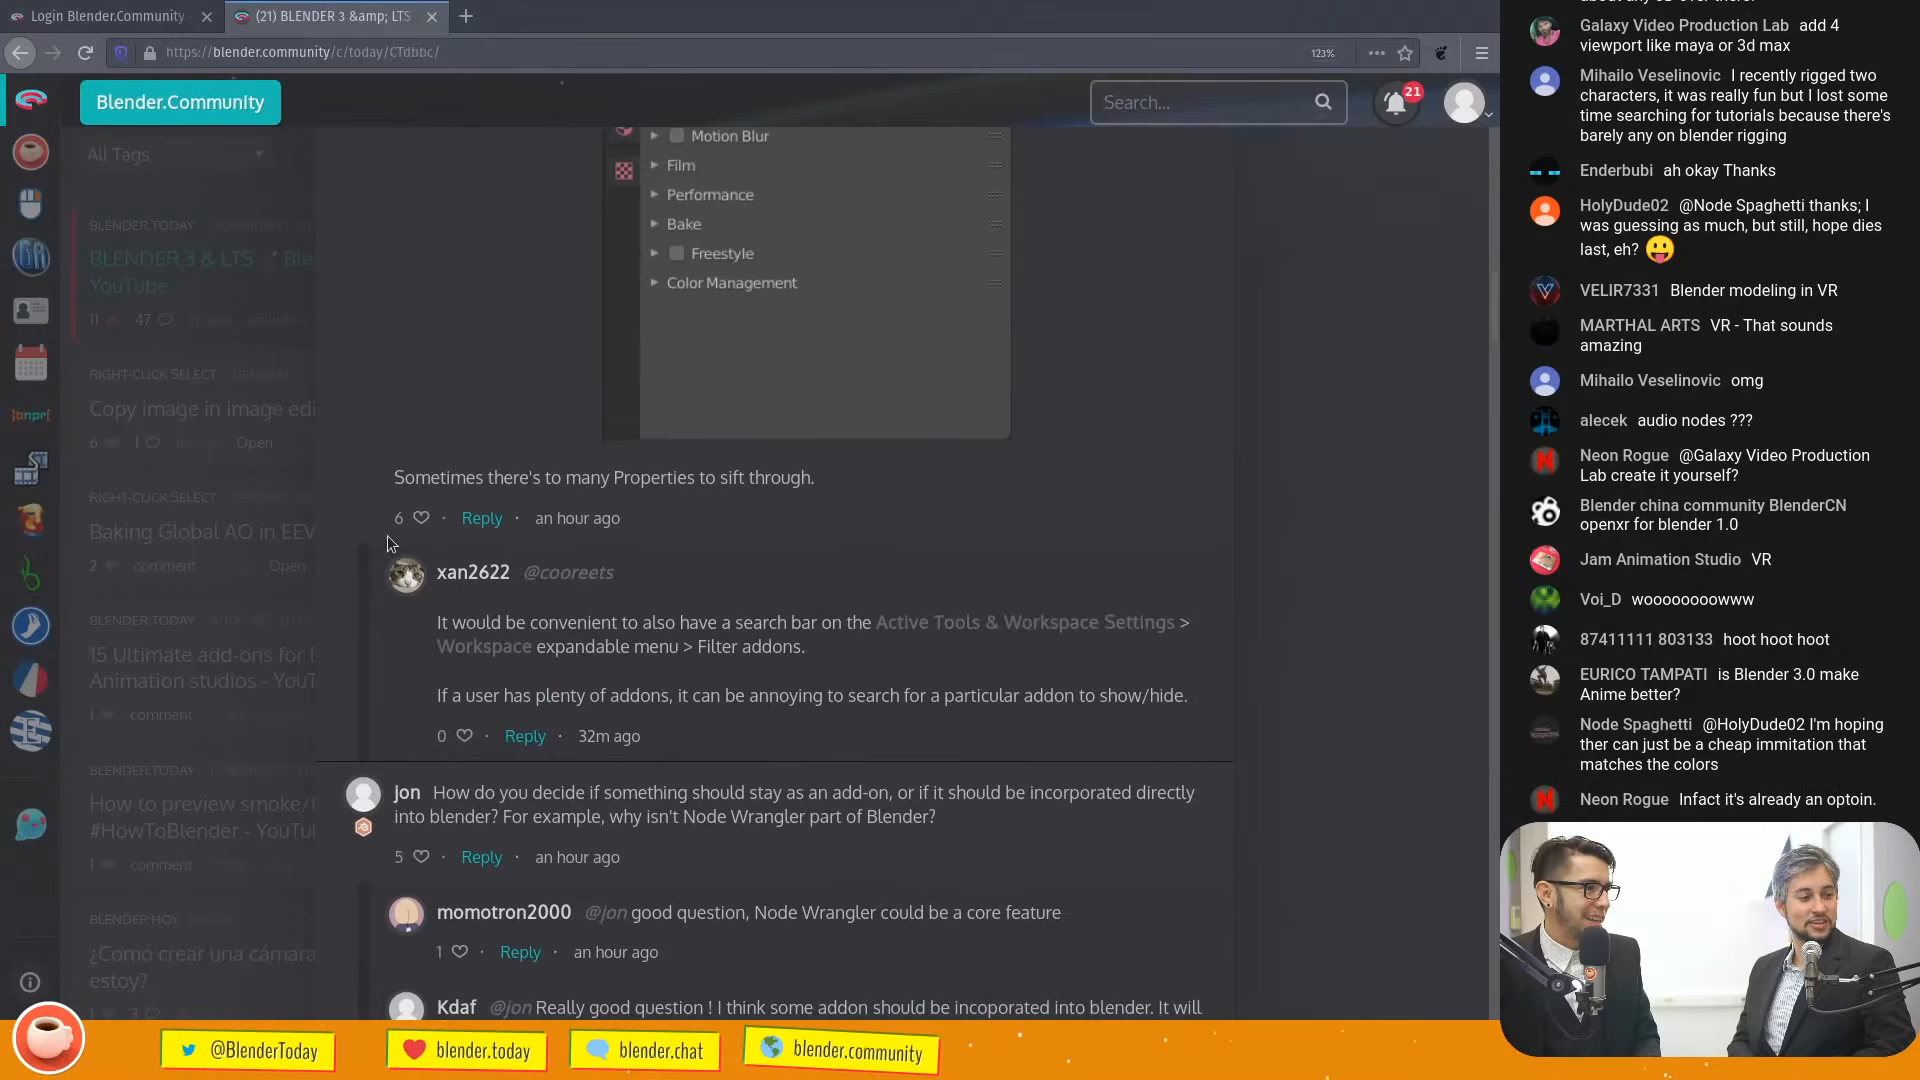 Login Blender.Community
(21) BLENDER 3 &amp; LTS
https://blender.community/c/today/CTdbbc/
123%
Blender.Community
Search...
21
All Tags
BLENDER.TODAY
BLENDER 3 & LTS
YouTube
11
47
RIGHT-CLICK SELECT
GENERAL
Copy image in image edi
6
1
Open
RIGHT-CLICK SELECT
Baking Global AO in EEV
2
comment
Open
BLENDER.TODAY
15 Ultimate add-ons for
Animation studios - YouT
1
comment
BLENDER.TODAY
How to preview smoke/
#HowToBlender - YouTu
1
comment
BLENDER HOY
¿Como crear una cámara
estoy?
1
3
bnpr
Motion Blur
Film
Performance
Bake
Freestyle
Color Management
Sometimes there's to many Properties to sift through.
6 · Reply · an hour ago
xan2622 @cooreets
It would be convenient to also have a search bar on the Active Tools & Workspace Settings >
Workspace expandable menu > Filter addons.
If a user has plenty of addons, it can be annoying to search for a particular addon to show/hide.
0 · Reply · 32m ago
jon How do you decide if something should stay as an add-on, or if it should be incorporated directly
into blender? For example, why isn't Node Wrangler part of Blender?
5 · Reply · an hour ago
momotron2000 @jon good question, Node Wrangler could be a core feature
1 · Reply · an hour ago
Kdaf @jon Really good question ! I think some addon should be incoporated into blender. It will
Galaxy Video Production Lab add 4
viewport like maya or 3d max
Mihailo Veselinovic I recently rigged two
characters, it was really fun but I lost some
time searching for tutorials because there's
barely any on blender rigging
Enderbubi ah okay Thanks
HolyDude02 @Node Spaghetti thanks; I
was guessing as much, but still, hope dies
last, eh?
VELIR7331 Blender modeling in VR
MARTHAL ARTS VR - That sounds
amazing
Mihailo Veselinovic omg
alecek audio nodes ???
Neon Rogue @Galaxy Video Production
Lab create it yourself?
Blender china community BlenderCN
openxr for blender 1.0
Jam Animation Studio VR
Voi_D woooooooowww
87411111 803133 hoot hoot hoot
EURICO TAMPATI is Blender 3.0 make
Anime better?
Node Spaghetti @HolyDude02 I'm hoping
ther can just be a cheap immitation that
matches the colors
Neon Rogue Infact it's already an optoin.
@BlenderToday
blender.today
blender.chat
blender.community